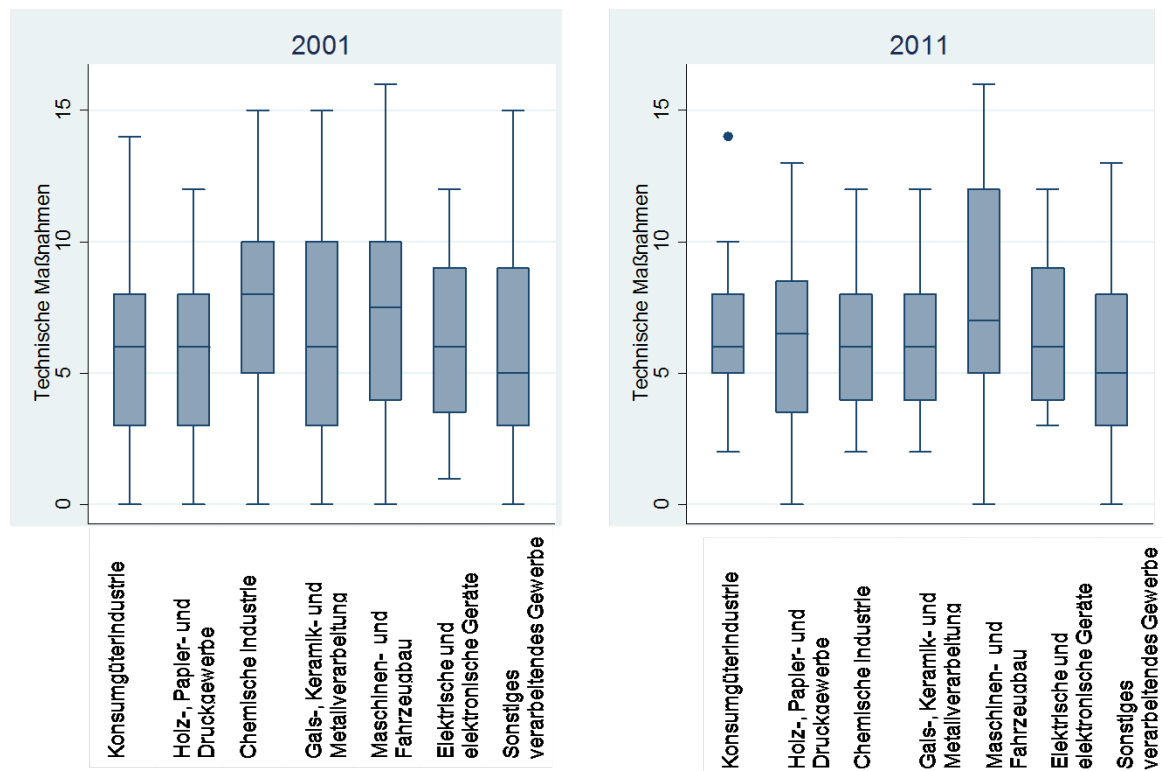 2001
Technische Maßnahmen
15
10
5
0
Konsumgüterindustrie
Holz-, Papier- und
Druckgewerbe
Chemische Industrie
Gals-, Keramik- und
Metallverarbeitung
Maschinen- und
Fahrzeugbau
Elektrische und
elektronische Geräte
Sonstiges
verarbeitendes Gewerbe
2011
Technische Maßnahmen
15
10
5
0
Konsumgüterindustrie
Holz-, Papier- und
Druckgewerbe
Chemische Industrie
Gals-, Keramik- und
Metallverarbeitung
Maschinen- und
Fahrzeugbau
Elektrische und
elektronische Geräte
Sonstiges
verarbeitendes Gewerbe